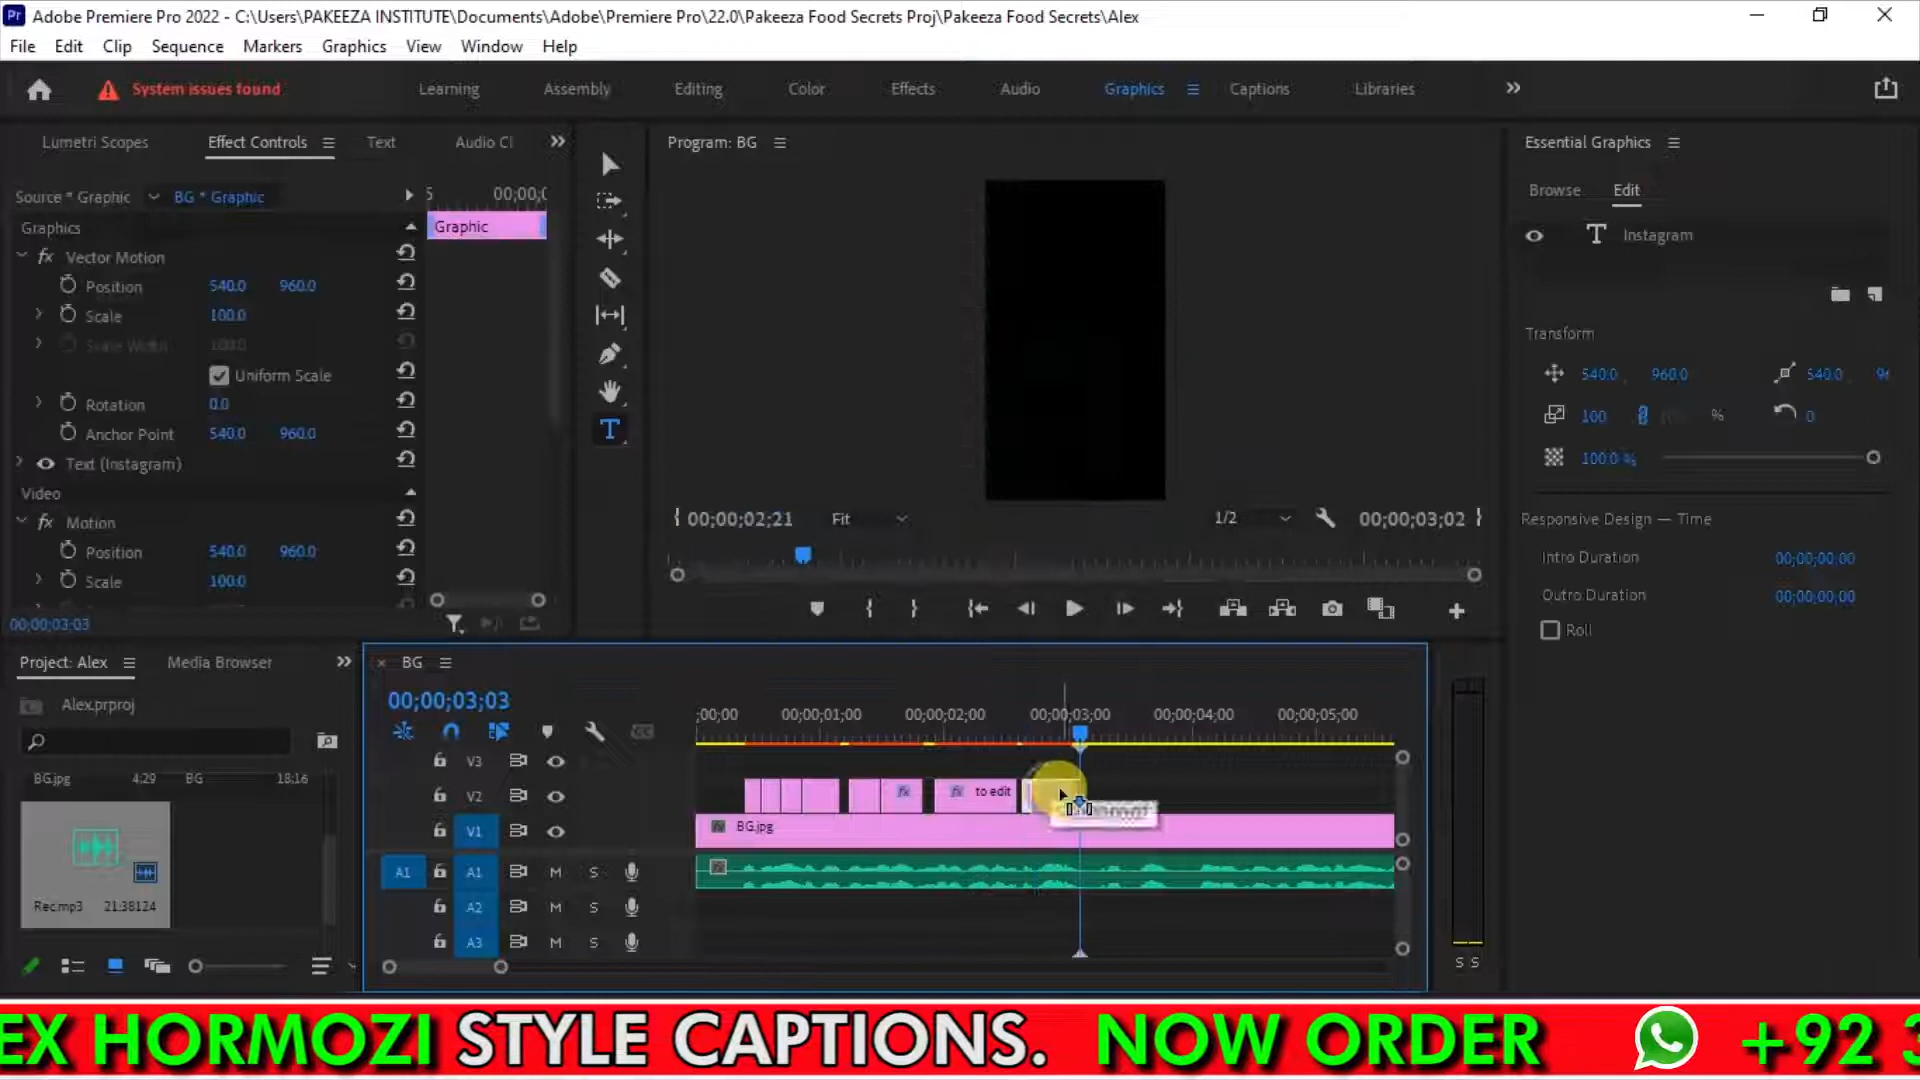 Adobe Premiere Pro 2022 - C:\Users\PAKEEZA INSTITUTE\Documents\Adobe\Premiere Pro\22.0\Pakeeza Food Secrets Proj\Pakeeza Food Secrets\Alex
File Edit Clip Sequence Markers Graphics View Window Help
System issues found Learning Assembly Editing Color Effects Audio Graphics Captions Libraries
Lumetri Scopes Effect Controls Text Audio Cl
Program: BG
Essential Graphics
Browse Edit
Source * Graphic BG * Graphic
Graphics
Graphic
Instagram
Vector Motion
Position 540.0 960.0
Scale 100.0
Scale Width 100.0
Uniform Scale
Rotation 0.0
Anchor Point 540.0 960.0
Text (Instagram)
Video
Motion
Position 540.0 960.0
Scale 100.0
00;00;03;03
Transform
540.0 960.0 540.0
100 % 0
100.0 %
Responsive Design — Time
Intro Duration 00;00;00;00
Outro Duration 00;00;00;00
Roll
00;00;02;21 Fit 1/2 00;00;03;02
Project: Alex Media Browser
Alex.prproj
BG.jpg 4:29 BG 18:16
Rec.mp3 21:38124
BG
00;00;03;03
;00;00 00;00;01;00 00;00;02;00 00;00;03;00 00;00;04;00 00;00;05;00
V3
V2 fx fx to edit
V1 fx BG.jpg
A1 A1 M S
A2 M S
A3 M S
S S
EX HORMOZI STYLE CAPTIONS. NOW ORDER +92 3